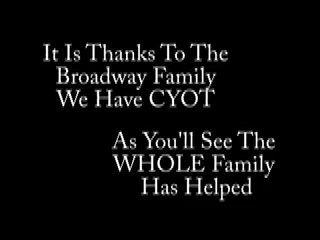 It Is Thanks To The
Broadway Family
We Have CYOT
As You'll See The
WHOLE Family
Has Helped